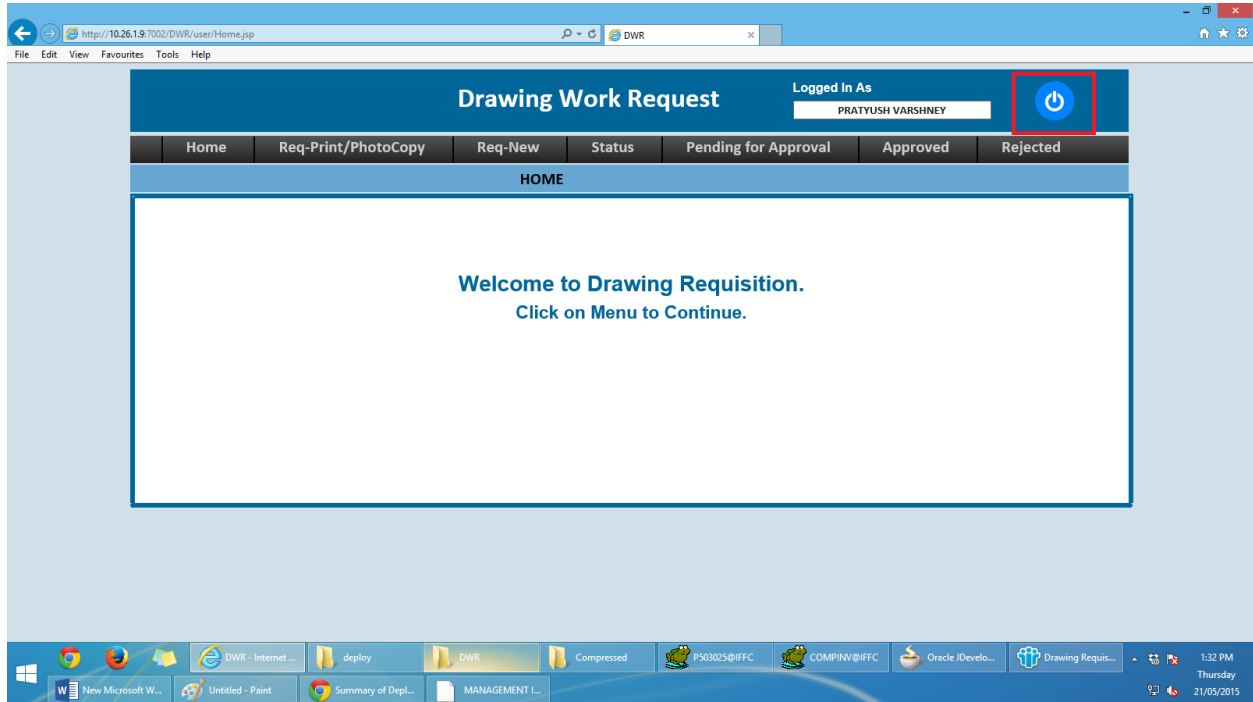 http://10.26.1.9:7002/DWR/user/Home.jsp
DWR
File Edit View Favourites Tools Help
Drawing Work Request
Logged In As
PRATYUSH VARSHNEY
Home Req-Print/PhotoCopy Req-New Status Pending for Approval Approved Rejected
HOME
Welcome to Drawing Requisition.
Click on Menu to Continue.
DWR - Internet ... deploy DWR Compressed P503025@IFFC COMPINV@IFFC Oracle JDevelo... Drawing Requis... 1:32 PM
Thursday
New Microsoft W... Untitled - Paint Summary of Depl... MANAGEMENT I... 21/05/2015